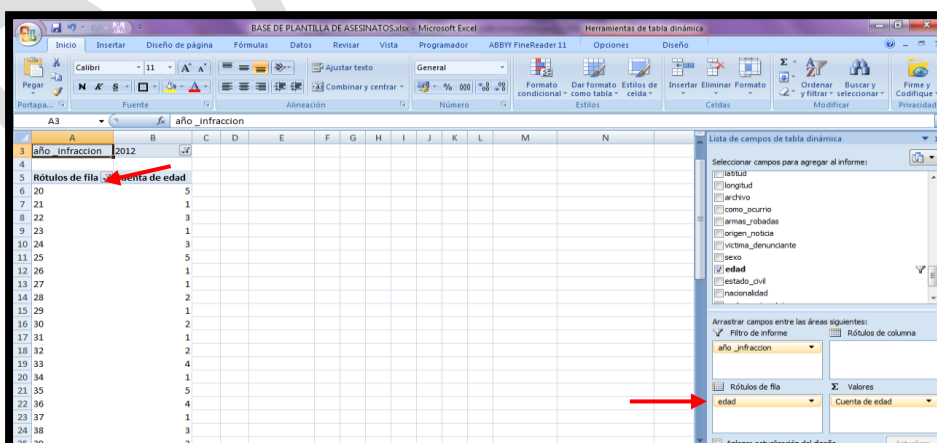 BASE DE PLANTILLA DE ASESINATOS.xlsx - Microsoft Excel
Herramientas de tabla dinámica
Inicio Insertar Diseño de página Fórmulas Datos Revisar Vista Programador ABBYY FineReader 11 Opciones Diseño
Pegar
Calibri 11 A A
N K S A
Ajustar texto
Combinar y centrar
General
% 000
Formato condicional
Dar formato como tabla
Estilos de celda
Insertar Eliminar Formato
Ordenar y filtrar
Buscar y seleccionar
Firme y
Codifique
Portapa... Fuente Alineación Número Estilos Celdas Modificar Privacidad
A3 fx año _infraccion
A B C D E F G H I J K L M N
3 año _infraccion 2012
4
5 Rótulos de fila Cuenta de edad
6 20 5
7 21 1
8 22 3
9 23 1
10 24 3
11 25 5
12 26 1
13 27 1
14 28 2
15 29 1
16 30 2
17 31 1
18 32 2
19 33 4
20 34 1
21 35 5
22 36 4
23 37 1
24 38 3
Lista de campos de tabla dinámica
Seleccionar campos para agregar al informe:
latitud
longitud
archivo
como_ocurrio
armas_robadas
origen_noticia
victima_denunciante
sexo
edad
estado_civil
nacionalidad
Arrastrar campos entre las áreas siguientes:
Filtro de informe Rótulos de columna
año _infraccion
Rótulos de fila Σ Valores
edad Cuenta de edad